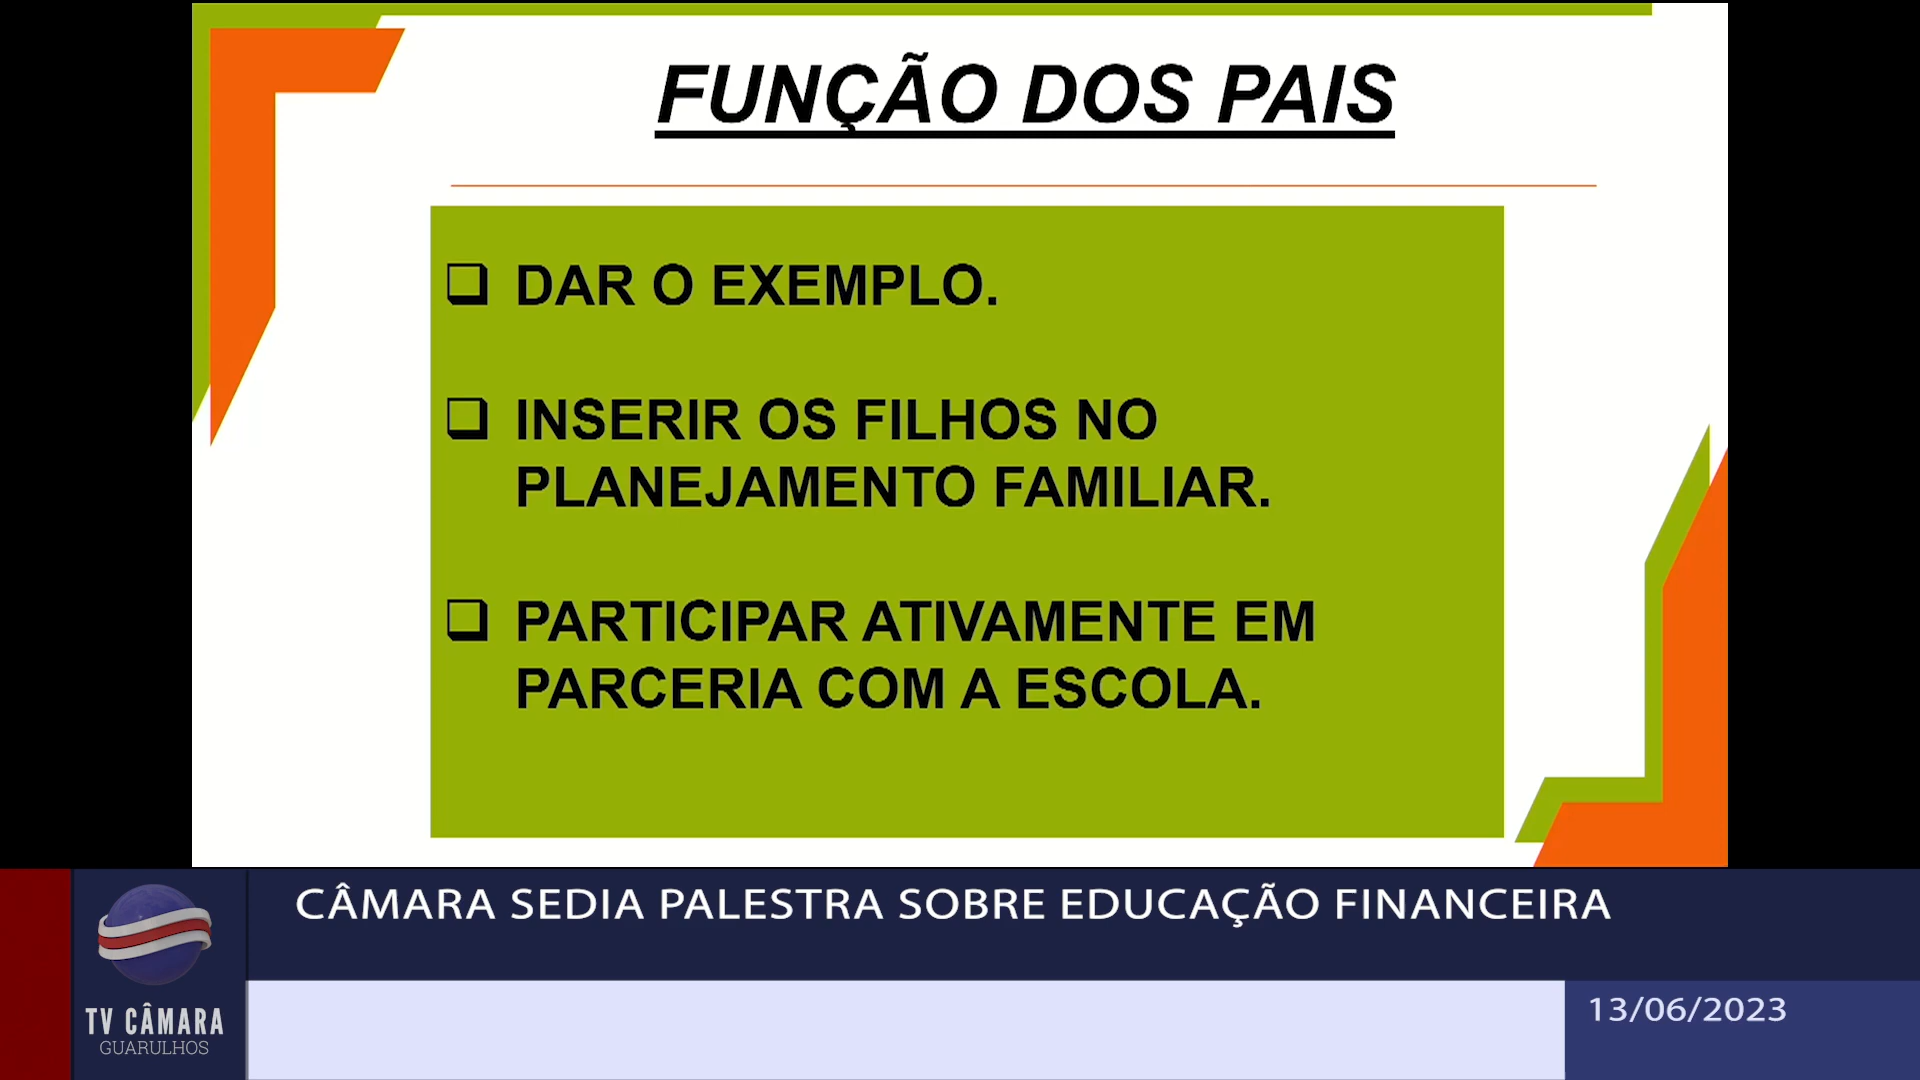 FUNÇÃO DOS PAIS
DAR O EXEMPLO.
INSERIR OS FILHOS NO
PLANEJAMENTO FAMILIAR.
PARTICIPAR ATIVAMENTE EM
PARCERIA COM A ESCOLA.
CÂMARA SEDIA PALESTRA SOBRE EDUCAÇÃO FINANCEIRA
TV CÂMARA
GUARULHOS
13/06/2023